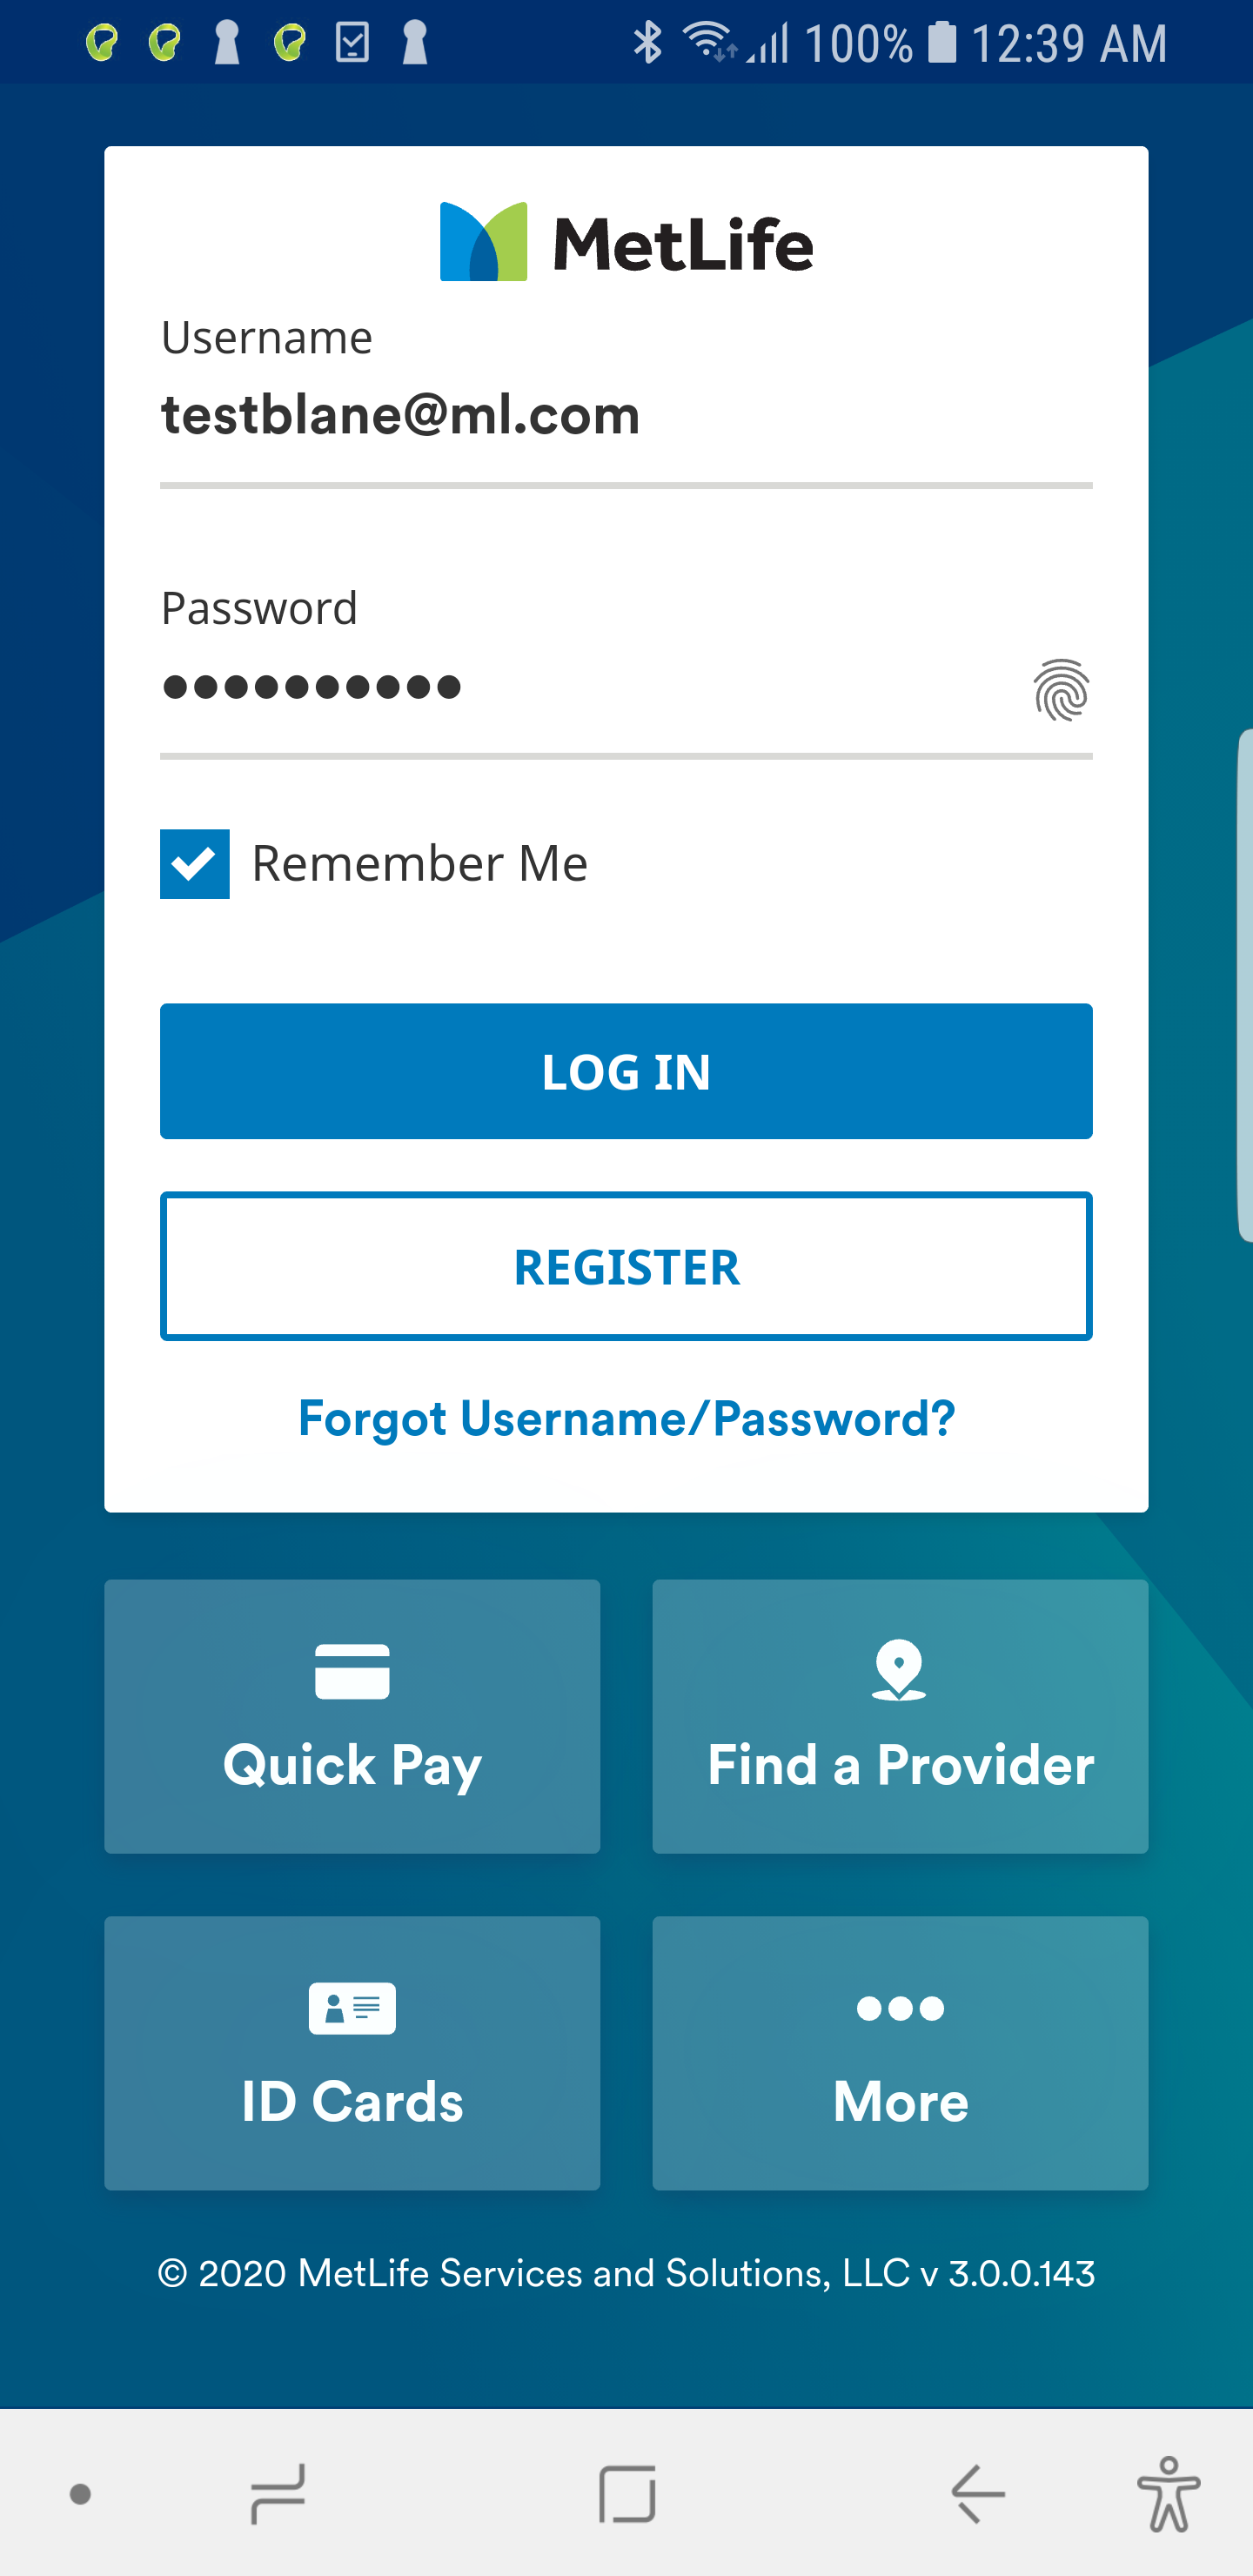 100% 12:39 AM
MetLife
Username
testblane@ml.com
Password
••••••••••
Remember Me
LOG IN
REGISTER
Forgot Username/Password?
Quick Pay
Find a Provider
ID Cards
More
© 2020 MetLife Services and Solutions, LLC v 3.0.0.143